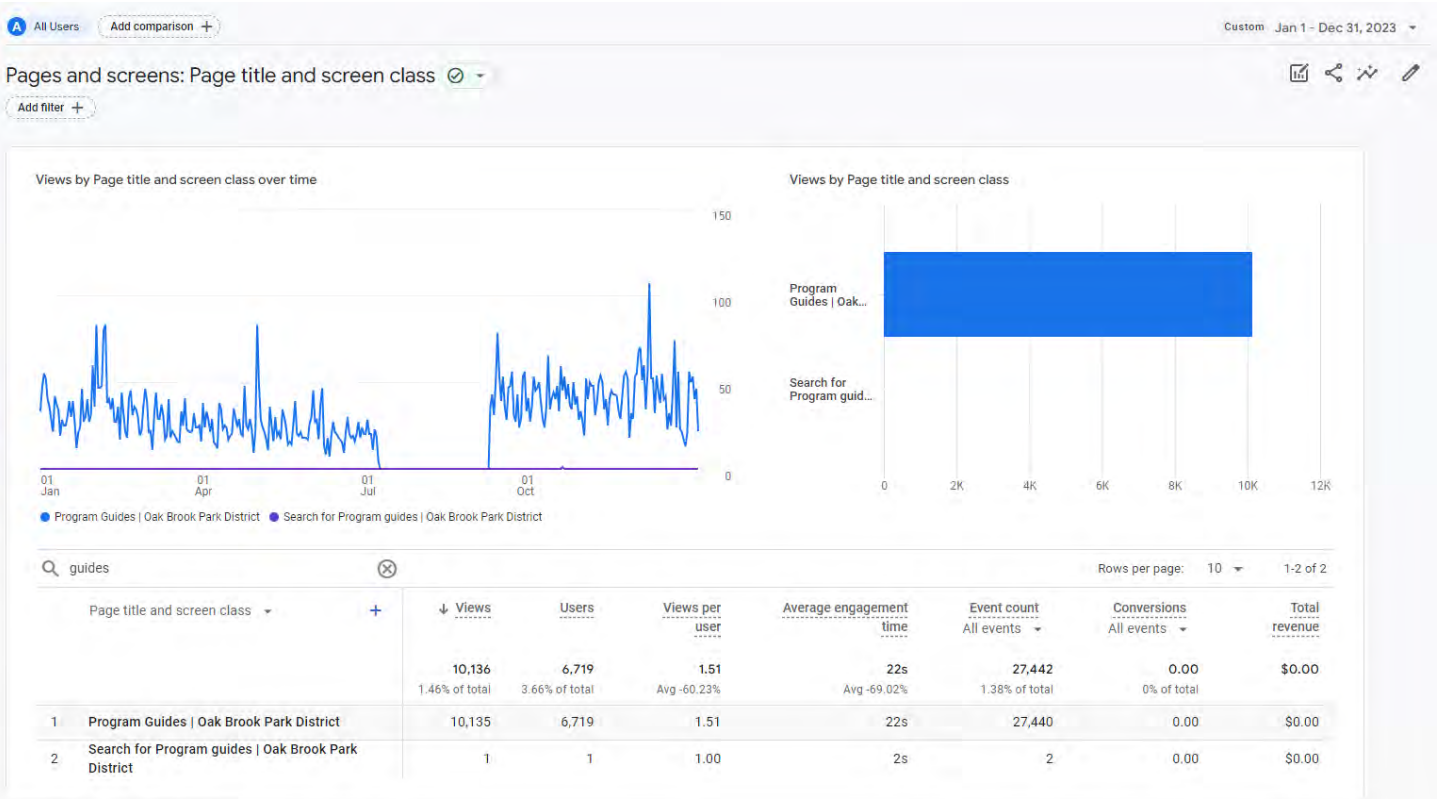 A All Users Add comparison +
Custom Jan 1 - Dec 31, 2023
Pages and screens: Page title and screen class
Add filter +
Views by Page title and screen class over time
150
100
50
0
01
Jan
01
Apr
01
Jul
01
Oct
Program Guides | Oak Brook Park District Search for Program guides | Oak Brook Park District
Views by Page title and screen class
Program
Guides | Oak...
Search for
Program guid...
0 2K 4K 6K 8K 10K 12K
guides
Rows per page: 10 1-2 of 2
Page title and screen class +
↓ Views Users Views per user Average engagement time Event count All events Conversions All events Total revenue
10,136 6,719 1.51 22s 27,442 0.00 $0.00
1.46% of total 3.66% of total Avg -60.23% Avg -69.02% 1.38% of total 0% of total
1 Program Guides | Oak Brook Park District 10,135 6,719 1.51 22s 27,440 0.00 $0.00
2 Search for Program guides | Oak Brook Park District 1 1 1.00 2s 2 0.00 $0.00